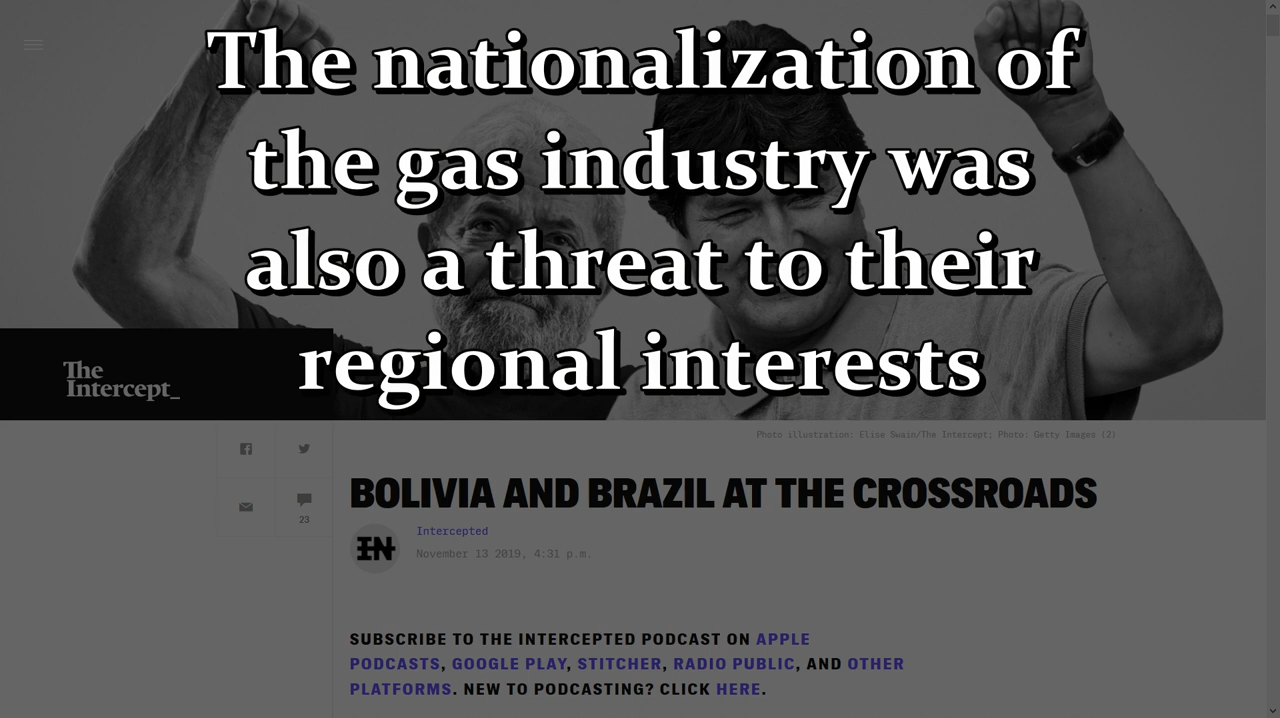 The nationalization of
the gas industry was
also a threat to their
regional interests
The
Intercept_
Photo illustration: Elise Swain/The Intercept; Photo: Getty Images (2)
23
BOLIVIA AND BRAZIL AT THE CROSSROADS
IN
Intercepted
November 13 2019, 4:31 p.m.
SUBSCRIBE TO THE INTERCEPTED PODCAST ON APPLE
PODCASTS, GOOGLE PLAY, STITCHER, RADIO PUBLIC, AND OTHER
PLATFORMS. NEW TO PODCASTING? CLICK HERE.